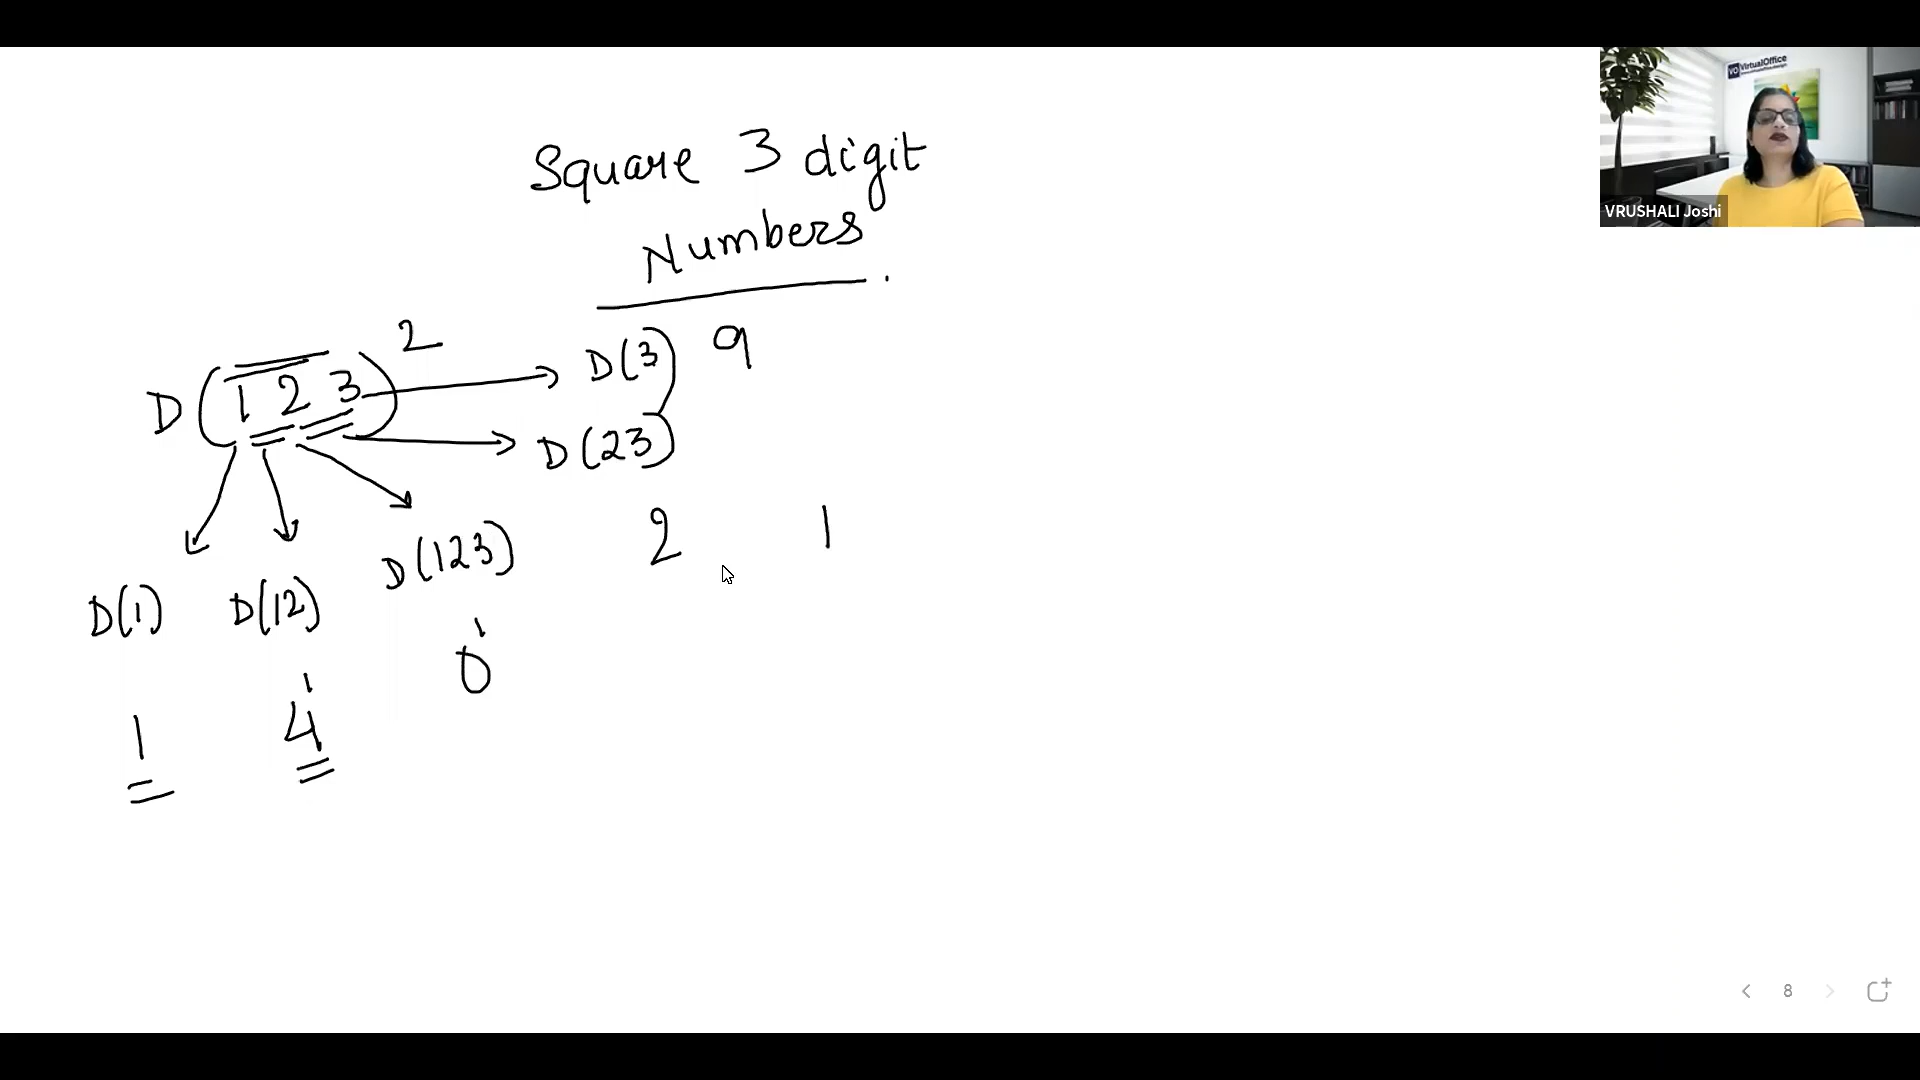 VirtualOffice
VRUSHALI Joshi
Square 3 digit
Numbers
D(123)²
D(3) 9
D(23)
D(1) D(12) D(123) 2 1
1 4 0
8